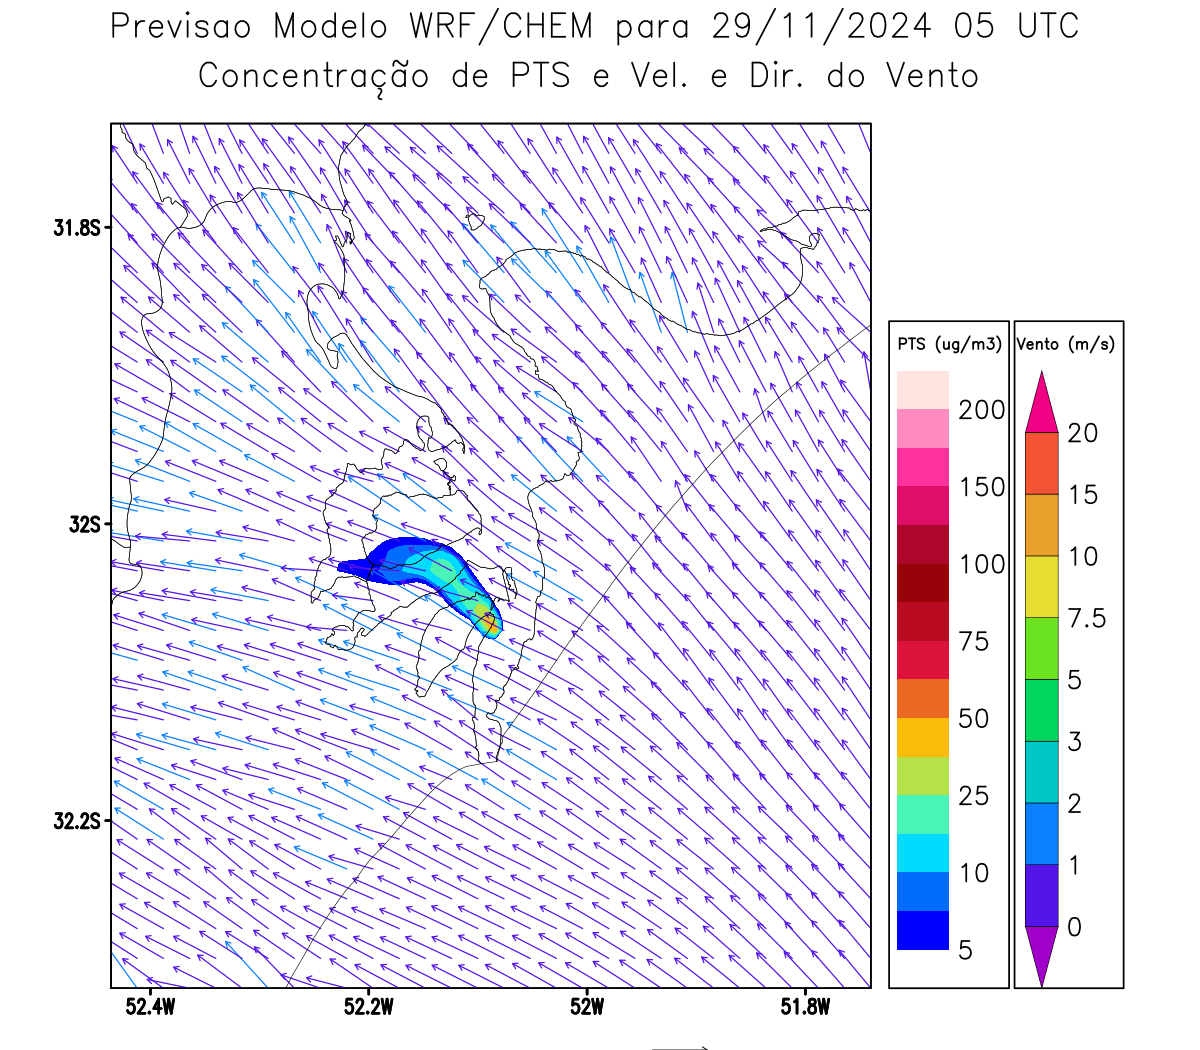 Previsao Modelo WRF/CHEM para 29/11/2024 05 UTC
Concentração de PTS e Vel. e Dir. do Vento
31.8S
32S
32.2S
52.4W
52.2W
52W
51.8W
PTS (ug/m3)
200
150
100
75
50
25
10
5
Vento (m/s)
20
15
10
7.5
5
3
2
1
0